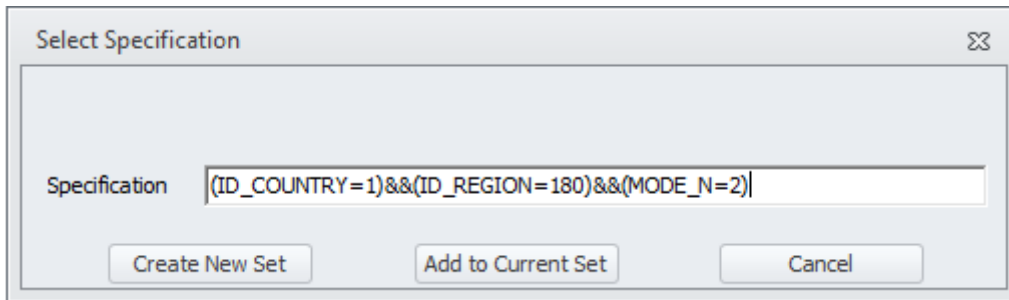 Select Specification
Specification (ID_COUNTRY=1)&&(ID_REGION=180)&&(MODE_N=2)
Create New Set Add to Current Set Cancel